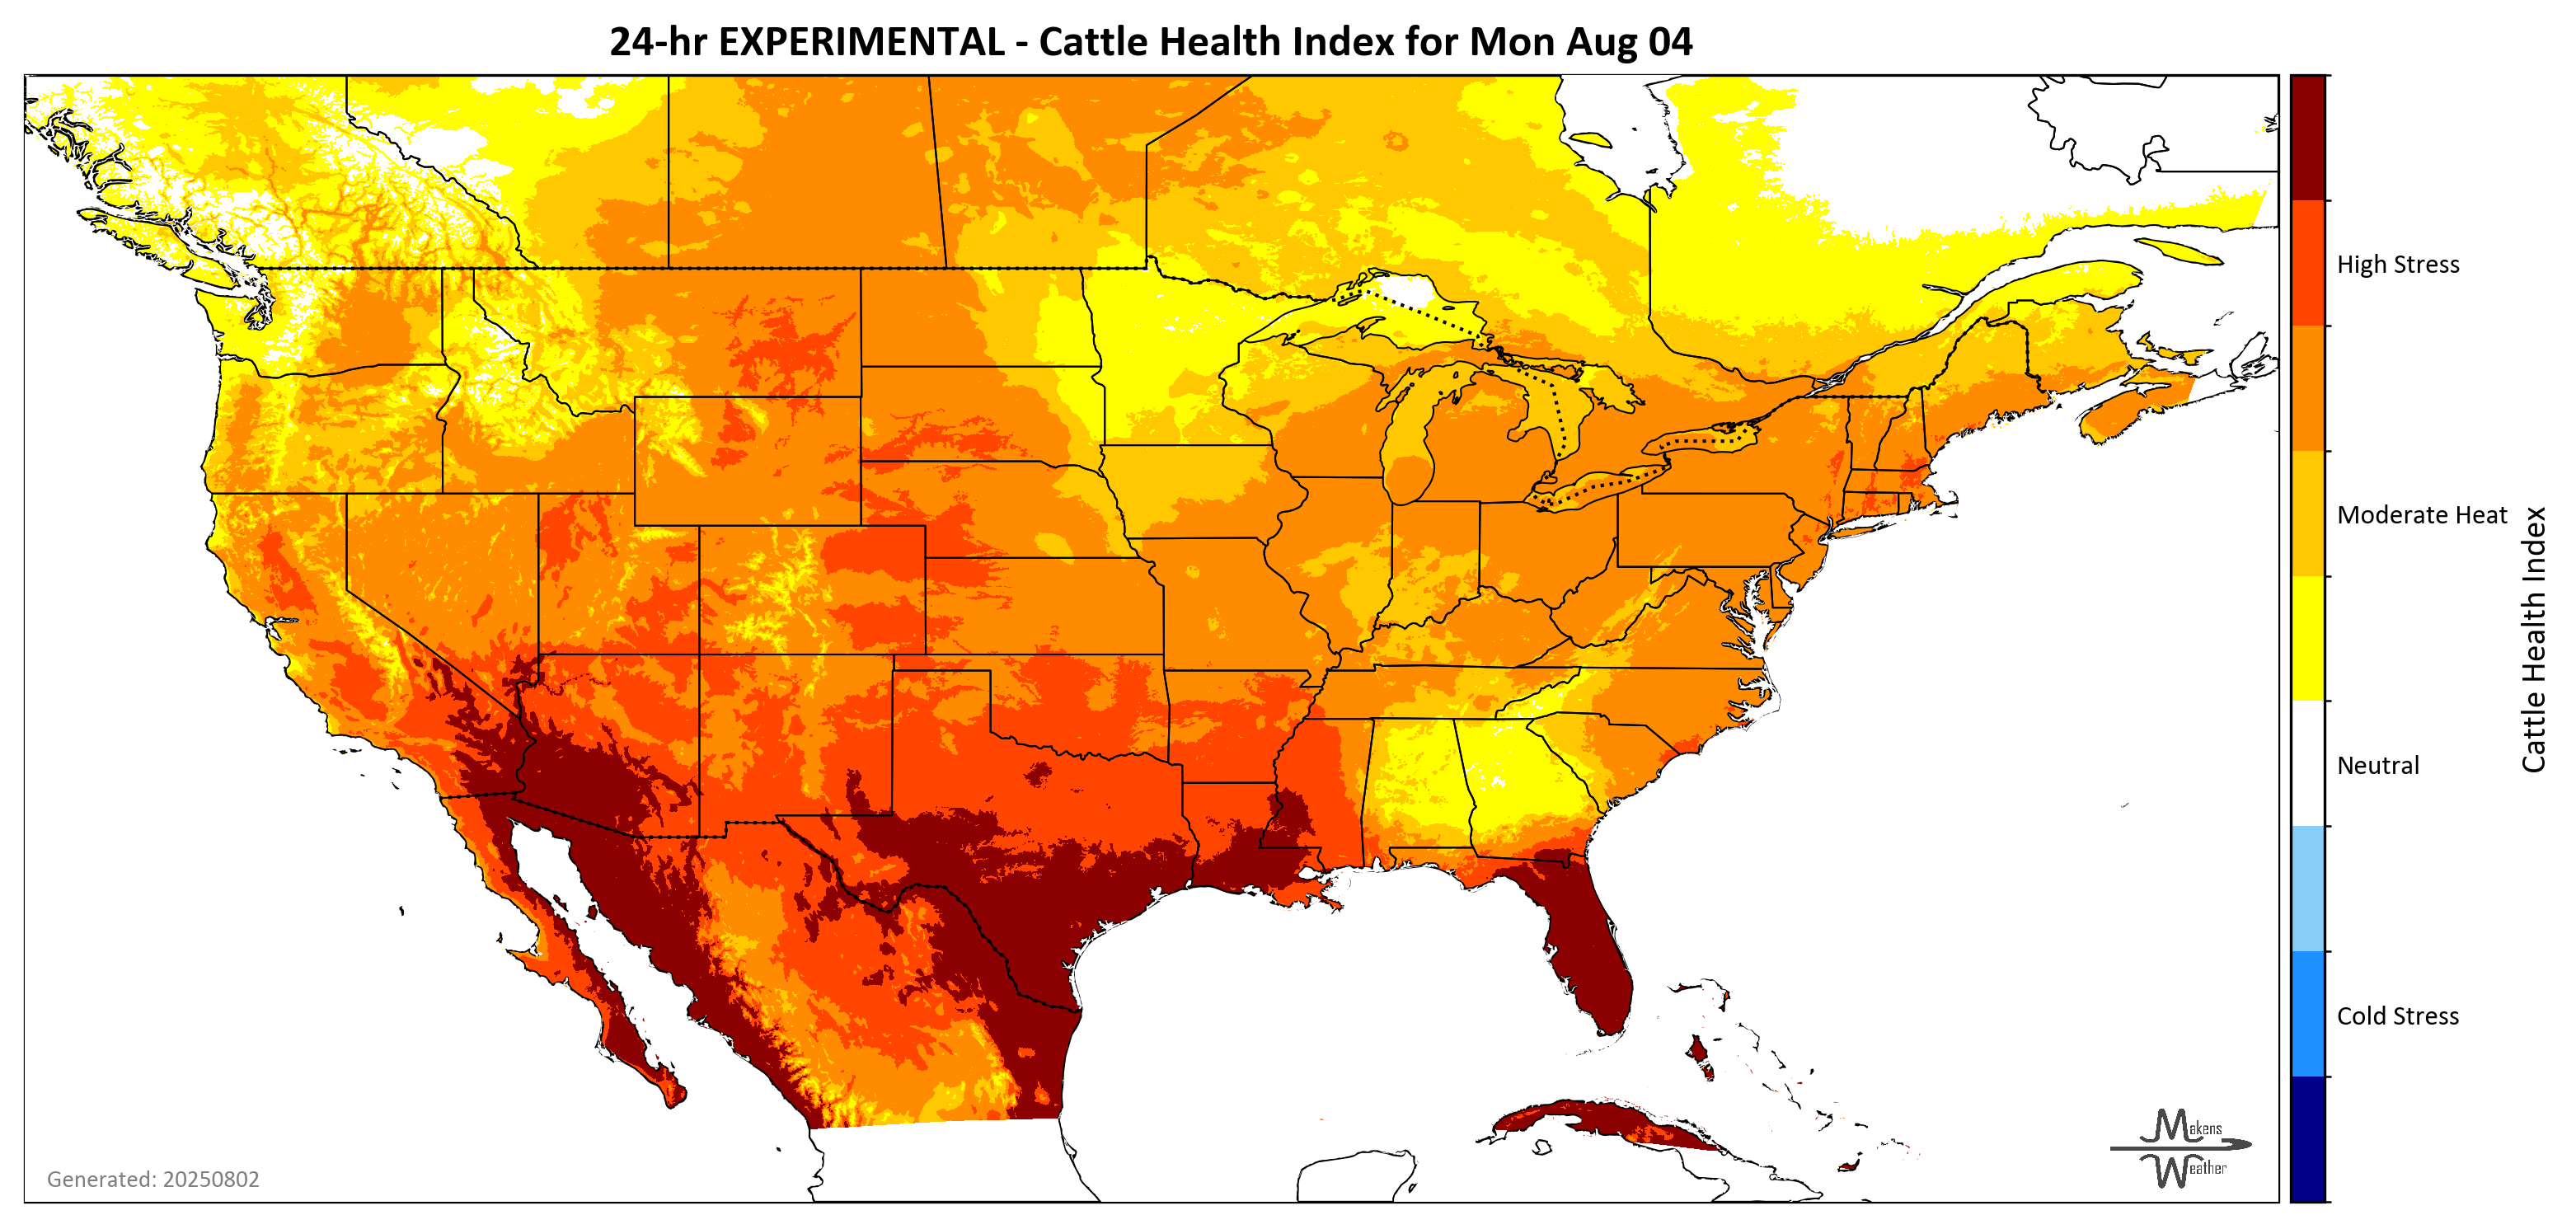 24-hr EXPERIMENTAL - Cattle Health Index for Mon Aug 04
High Stress
Moderate Heat
Neutral
Cold Stress
Cattle Health Index
Generated: 20250802
Makens
Weather